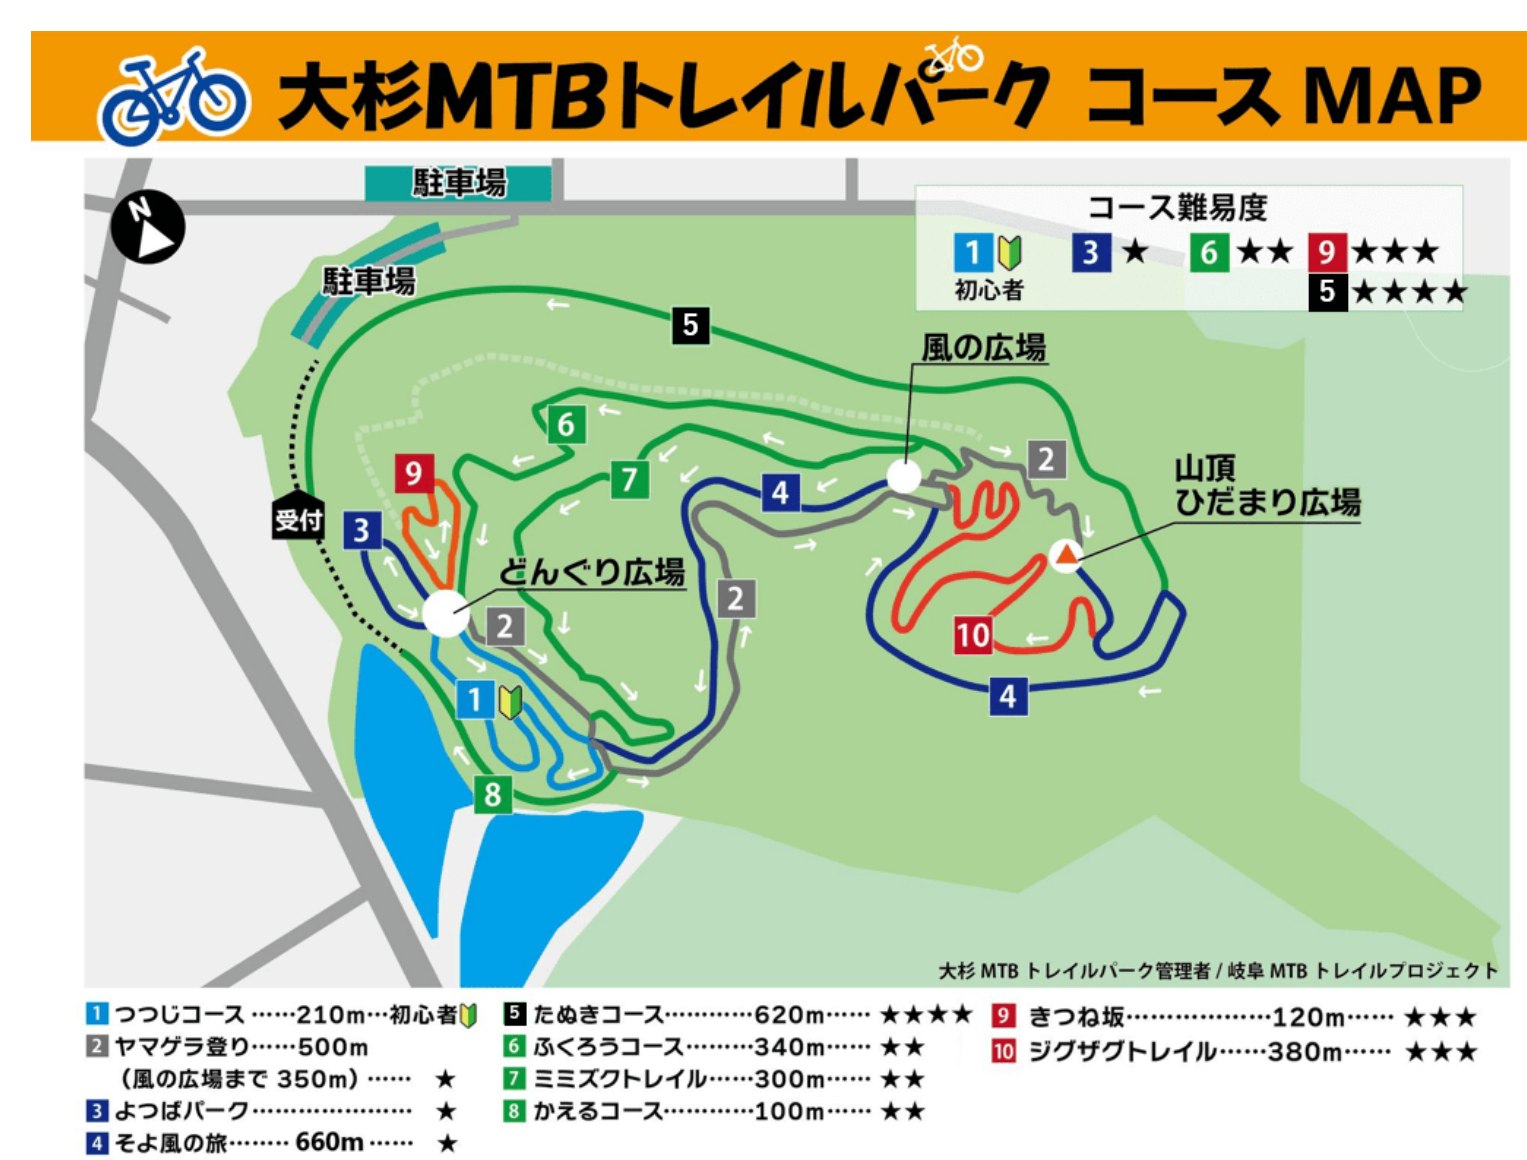 大杉MTBトレイルパーク コースMAP
駐車場
N
駐車場
コース難易度
1 3 ★ 6 ★★ 9 ★★★
初心者 5 ★★★★
5
風の広場
6
9
2
7
4
山頂
ひだまり広場
受付
3
どんぐり広場
2
2
10
1
4
8
大杉 MTB トレイルパーク管理者 / 岐阜 MTB トレイルプロジェクト
1 つつじコース ……210m…初心者
2 ヤマゲラ登り……500m
（風の広場まで 350m）…… ★
3 よつばパーク………………… ★
4 そよ風の旅…….. 660m …… ★
5 たぬきコース…………620m…… ★★★★
6 ふくろうコース…………340m…… ★★
7 ミミズクトレイル……300m…… ★★
8 かえるコース…………100m…… ★★
9 きつね坂………………120m…… ★★★
10 ジグザグトレイル……380m…… ★★★